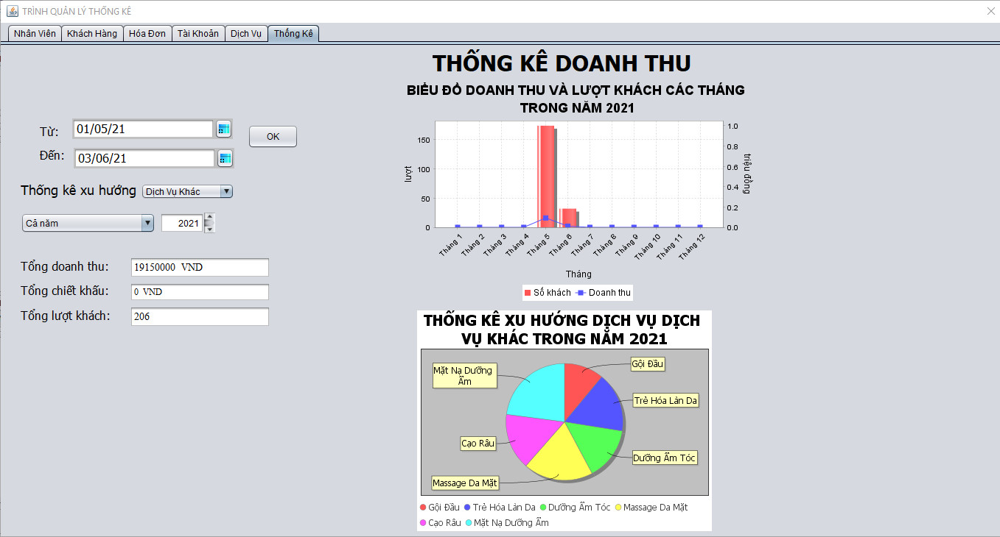 TRÌNH QUẢN LÝ THỐNG KÊ
Nhân Viên Khách Hàng Hóa Đơn Tài Khoản Dịch Vụ Thống Kê
THỐNG KÊ DOANH THU
BIỂU ĐỒ DOANH THU VÀ LƯỢT KHÁCH CÁC THÁNG
TRONG NĂM 2021
Từ: 01/05/21
OK
Đến: 03/06/21
Thống kê xu hướng Dịch Vụ Khác
Cả năm 2021
Tổng doanh thu: 19150000 VND
Tổng chiết khấu: 0 VND
Tổng lượt khách: 206
lượt
150
100
50
0
1.0
0.8
0.6
0.4
0.2
0.0
triệu đồng
Tháng 1
Tháng 2
Tháng 3
Tháng 4
Tháng 5
Tháng 6
Tháng 7
Tháng 8
Tháng 9
Tháng 10
Tháng 11
Tháng 12
Tháng
Số khách Doanh thu
THỐNG KÊ XU HƯỚNG DỊCH VỤ DỊCH
VỤ KHÁC TRONG NĂM 2021
Gội Đầu
Mặt Nạ Dưỡng
Ẩm
Trẻ Hóa Làn Da
Cạo Râu
Dưỡng Ẩm Tóc
Massage Da Mặt
Gội Đầu Trẻ Hóa Làn Da Dưỡng Ẩm Tóc Massage Da Mặt
Cạo Râu Mặt Nạ Dưỡng Ẩm